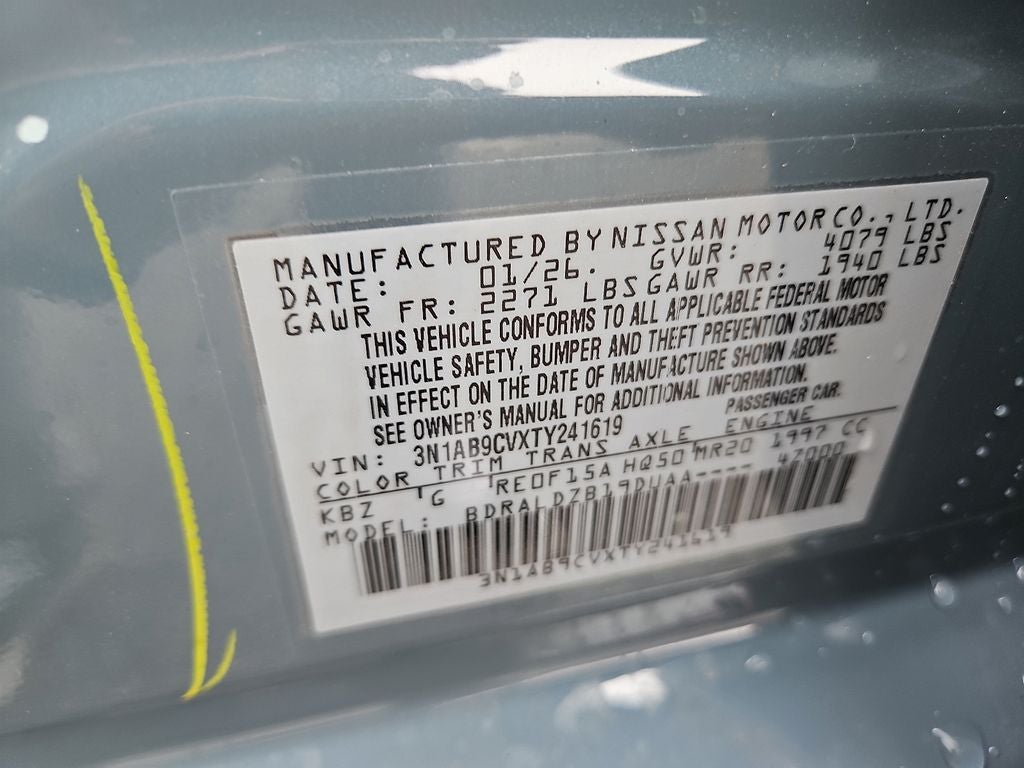 MANUFACTURED BY NISSAN MOTOR CO., LTD.
DATE: 01/26. GVWR: 4079 LBS
GAWR FR: 2271 LBS GAWR RR: 1940 LBS
THIS VEHICLE CONFORMS TO ALL APPLICABLE FEDERAL MOTOR
VEHICLE SAFETY, BUMPER AND THEFT PREVENTION STANDARDS
IN EFFECT ON THE DATE OF MANUFACTURE SHOWN ABOVE.
SEE OWNER'S MANUAL FOR ADDITIONAL INFORMATION.
VIN: 3N1AB9CVXTY241619 PASSENGER CAR.
COLOR TRIM TRANS AXLE ENGINE
KBZ G RE0F15A HQ50 MR20 1997 CC
MODEL: BDRALDZB19DUAA---- 47000
3N1AB9CVXTY241619